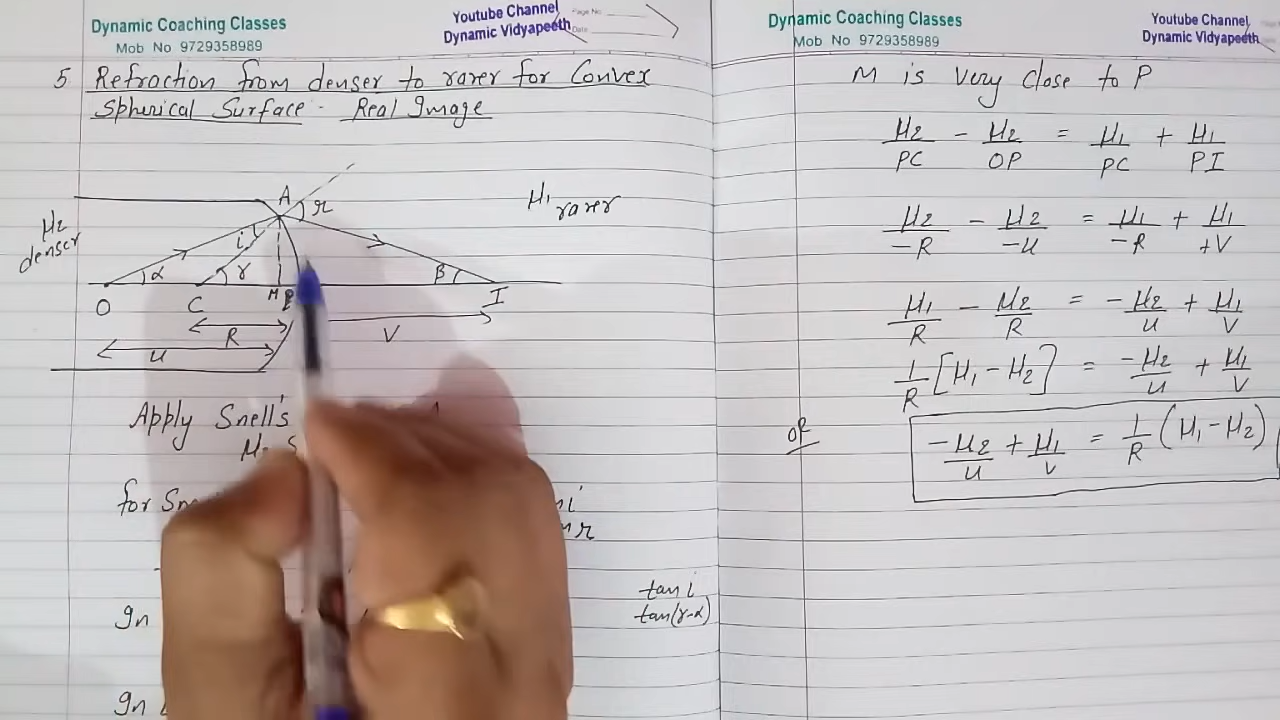 Dynamic Coaching Classes
Mob No 9729358989
Youtube Channel
Dynamic Vidyapeeth
Page No.
Date
5 Refraction from denser to rarer for Convex
Spherical Surface - Real Image
A
r
μ1 rarer
μ2
denser
i
α
γ
β
O
C
M
P
I
R
u
V
Apply Snell's
for
In
In
tan i
tan(γ-α)
Dynamic Coaching Classes
Mob No 9729358989
Youtube Channel
Dynamic Vidyapeeth
M is very close to P
μ2/PC - μ2/OP = μ1/PC + μ1/PI
μ2/-R - μ2/-u = μ1/-R + μ1/+V
μ1/R - μ2/R = -μ2/u + μ1/V
1/R [μ1 - μ2] = -μ2/u + μ1/V
OR
-μ2/u + μ1/v = 1/R (μ1 - μ2)